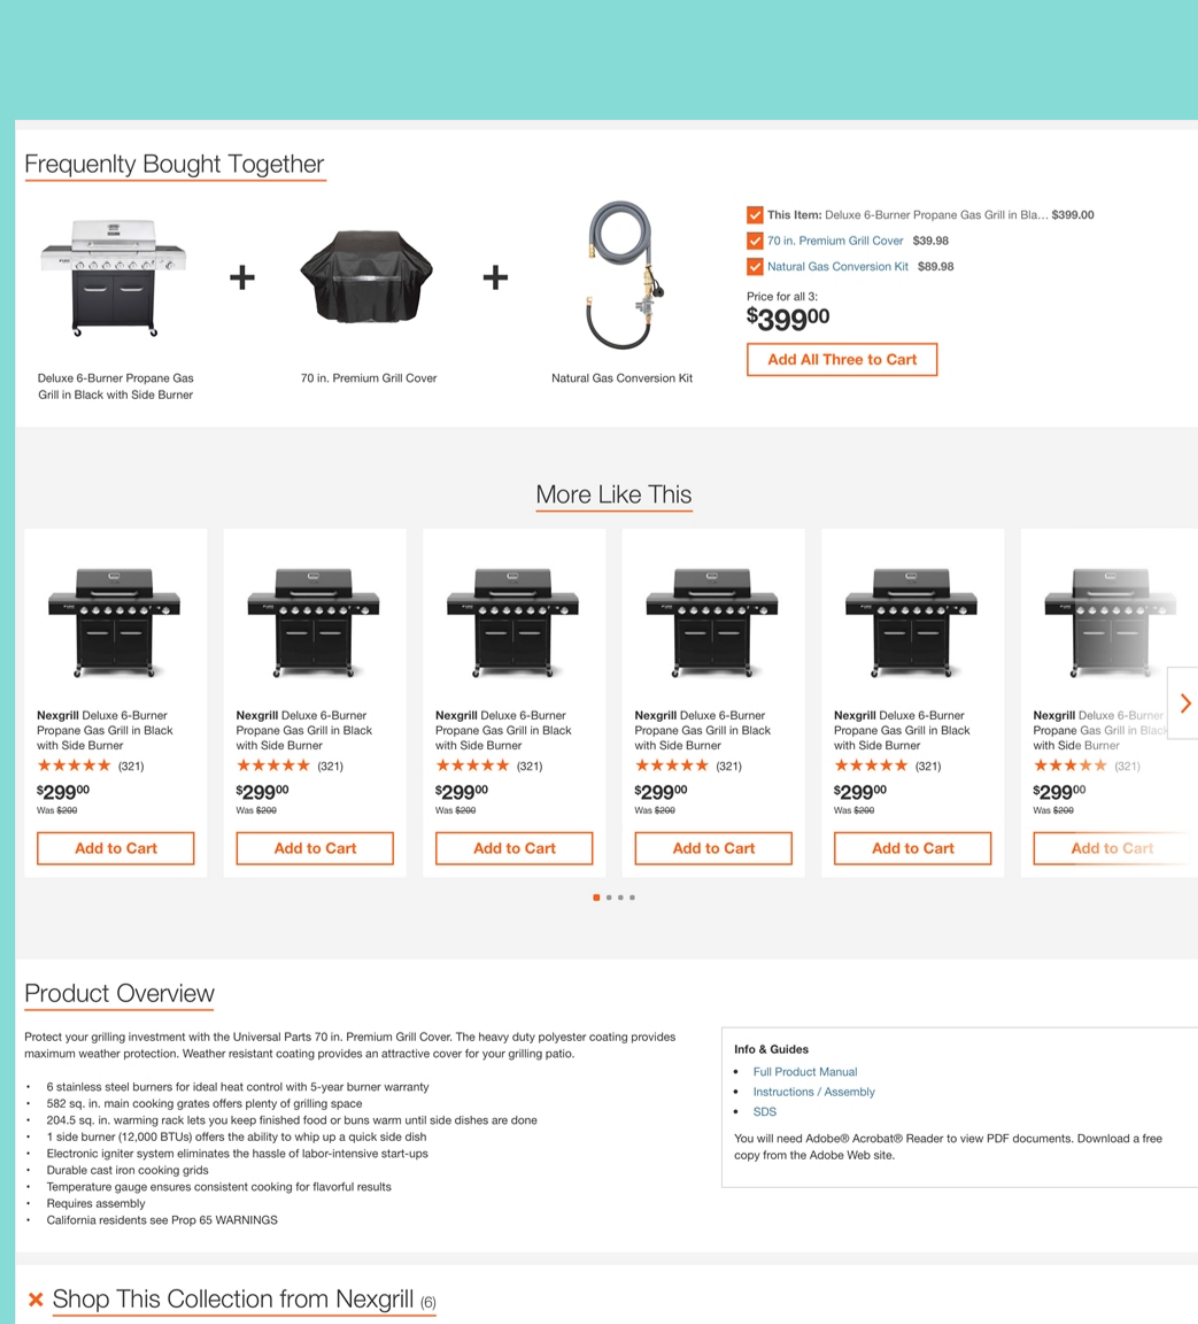 Frequenlty Bought Together
This Item: Deluxe 6-Burner Propane Gas Grill in Bla... $399.00
70 in. Premium Grill Cover $39.98
Natural Gas Conversion Kit $89.98
Price for all 3:
$39900
Add All Three to Cart
Deluxe 6-Burner Propane Gas
Grill in Black with Side Burner
70 in. Premium Grill Cover
Natural Gas Conversion Kit
More Like This
Nexgrill Deluxe 6-Burner
Propane Gas Grill in Black
with Side Burner
(321)
$29900
Was $200
Add to Cart
Nexgrill Deluxe 6-Burner
Propane Gas Grill in Black
with Side Burner
(321)
$29900
Was $200
Add to Cart
Nexgrill Deluxe 6-Burner
Propane Gas Grill in Black
with Side Burner
(321)
$29900
Was $200
Add to Cart
Nexgrill Deluxe 6-Burner
Propane Gas Grill in Black
with Side Burner
(321)
$29900
Was $200
Add to Cart
Nexgrill Deluxe 6-Burner
Propane Gas Grill in Black
with Side Burner
(321)
$29900
Was $200
Add to Cart
Nexgrill Deluxe 6-Burner
Propane Gas Grill in Black
with Side Burner
(321)
$29900
Was $200
Add to Cart
Product Overview
Protect your grilling investment with the Universal Parts 70 in. Premium Grill Cover. The heavy duty polyester coating provides
maximum weather protection. Weather resistant coating provides an attractive cover for your grilling patio.
• 6 stainless steel burners for ideal heat control with 5-year burner warranty
• 582 sq. in. main cooking grates offers plenty of grilling space
• 204.5 sq. in. warming rack lets you keep finished food or buns warm until side dishes are done
• 1 side burner (12,000 BTUs) offers the ability to whip up a quick side dish
• Electronic igniter system eliminates the hassle of labor-intensive start-ups
• Durable cast iron cooking grids
• Temperature gauge ensures consistent cooking for flavorful results
• Requires assembly
• California residents see Prop 65 WARNINGS
Info & Guides
• Full Product Manual
• Instructions / Assembly
• SDS
You will need Adobe® Acrobat® Reader to view PDF documents. Download a free
copy from the Adobe Web site.
Shop This Collection from Nexgrill (6)